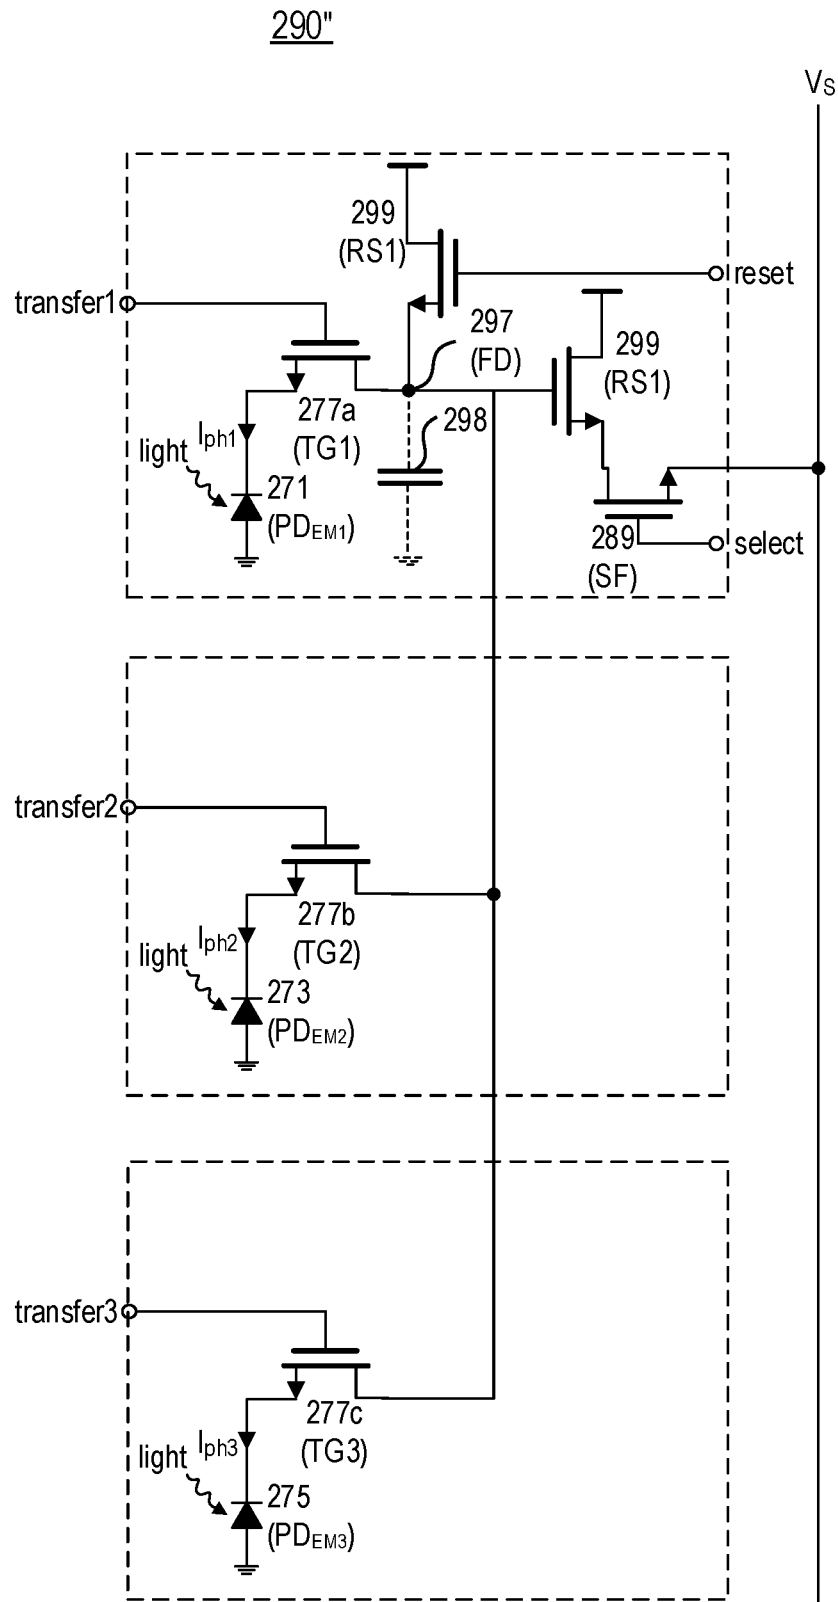 290"
VS
299
(RS1)
reset
transfer1
297
(FD)
299
(RS1)
277a
(TG1)
298
Iph1
light
271
(PDEM1)
289
(SF)
select
transfer2
277b
(TG2)
Iph2
light
273
(PDEM2)
transfer3
277c
(TG3)
Iph3
light
275
(PDEM3)